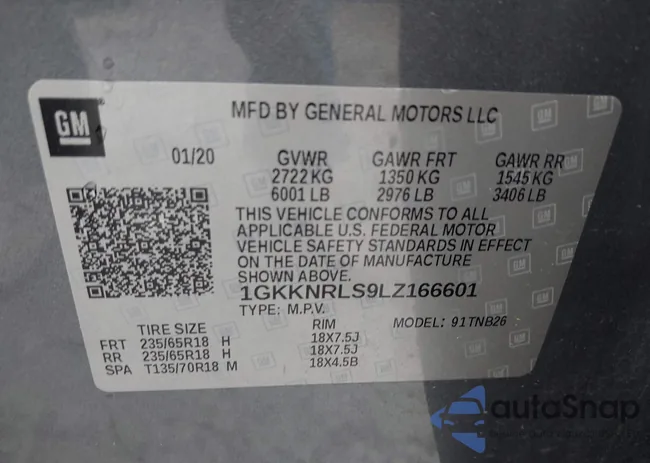 GM
MFD BY GENERAL MOTORS LLC
01/20 GVWR GAWR FRT GAWR RR
2722 KG 1350 KG 1545 KG
6001 LB 2976 LB 3406 LB
THIS VEHICLE CONFORMS TO ALL
APPLICABLE U.S. FEDERAL MOTOR
VEHICLE SAFETY STANDARDS IN EFFECT
ON THE DATE OF MANUFACTURE
SHOWN ABOVE.
1GKKNRLS9LZ166601
TYPE: M.P.V. MODEL: 91TNB26
TIRE SIZE RIM
FRT 235/65R18 H 18X7.5J
RR 235/65R18 H 18X7.5J
SPA T135/70R18 M 18X4.5B
autoSnap